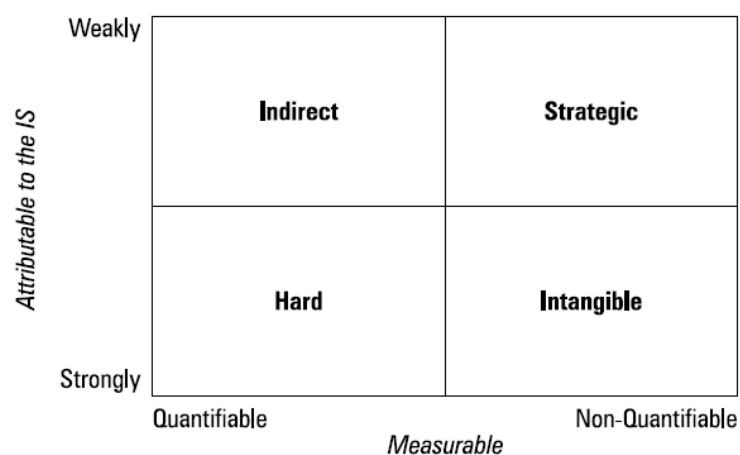 Weakly
Indirect
Strategic
Attributable to the IS
Hard
Intangible
Strongly
Quantifiable
Non-Quantifiable
Measurable